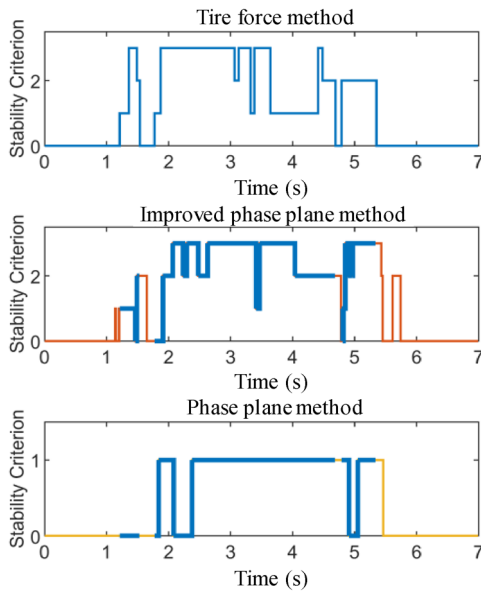 Tire force method
Stability Criterion
2
0
0 1 2 3 4 5 6 7
Time (s)
Improved phase plane method
Stability Criterion
2
0
0 1 2 3 4 5 6 7
Time (s)
Phase plane method
Stability Criterion
1
0
0 1 2 3 4 5 6 7
Time (s)